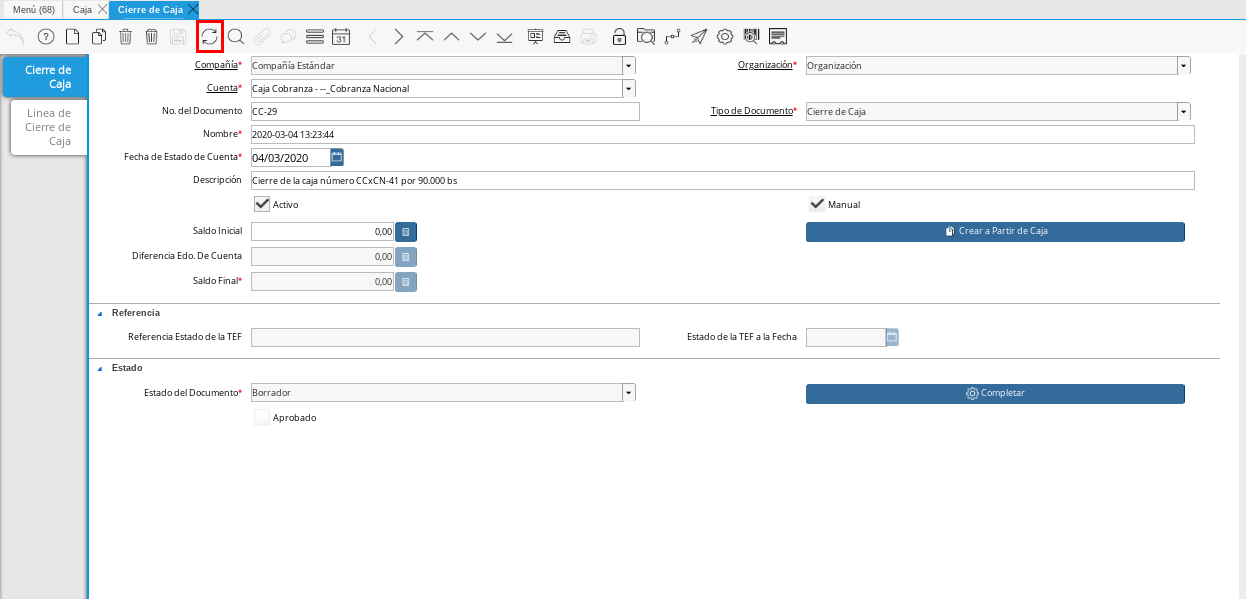 Menú (68) Caja Cierre de Caja
31
Cierre de
Caja
Linea de
Cierre de
Caja
Compañía* Compañía Estándar Organización* Organización
Cuenta* Caja Cobranza - --_Cobranza Nacional
No. del Documento CC-29 Tipo de Documento* Cierre de Caja
Nombre* 2020-03-04 13:23:44
Fecha de Estado de Cuenta* 04/03/2020
Descripción Cierre de la caja número CCxCN-41 por 90.000 bs
Activo Manual
Saldo Inicial 0,00 Crear a Partir de Caja
Diferencia Edo. De Cuenta 0,00
Saldo Final* 0,00
Referencia
Referencia Estado de la TEF Estado de la TEF a la Fecha
Estado
Estado del Documento* Borrador Completar
Aprobado